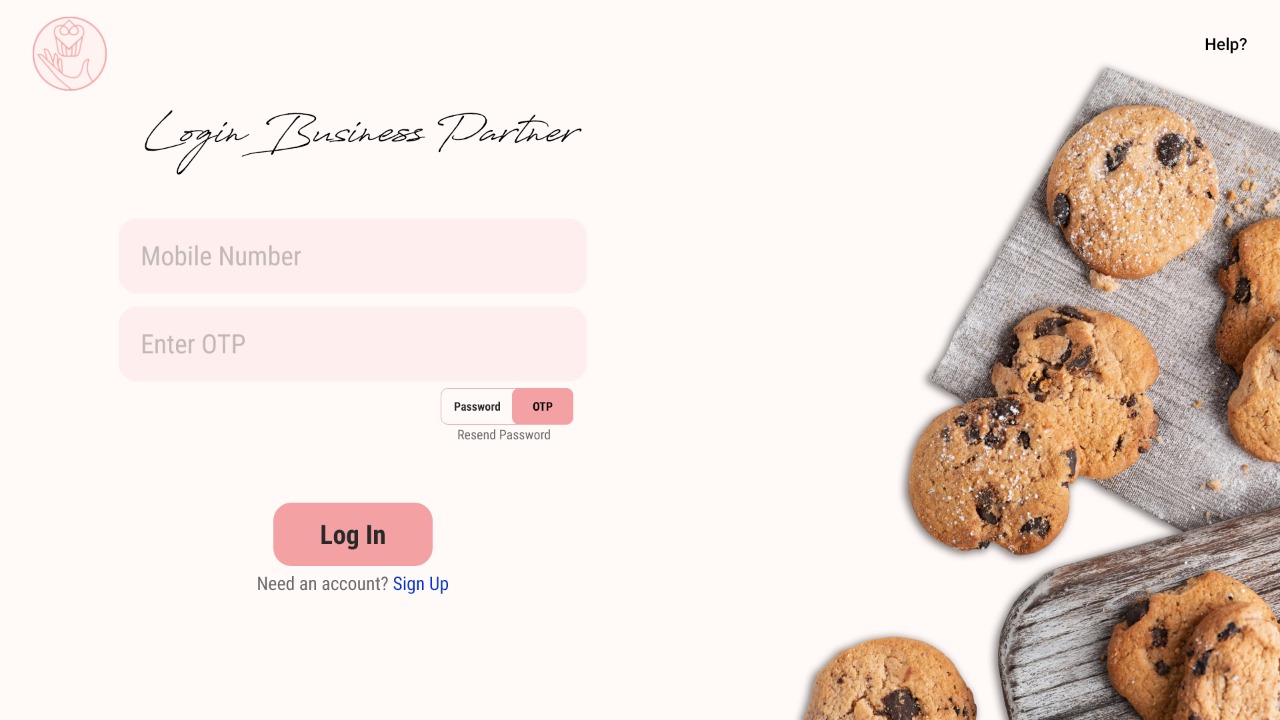 Help?
Login Business Partner
Mobile Number
Enter OTP
Password OTP
Resend Password
Log In
Need an account? Sign Up